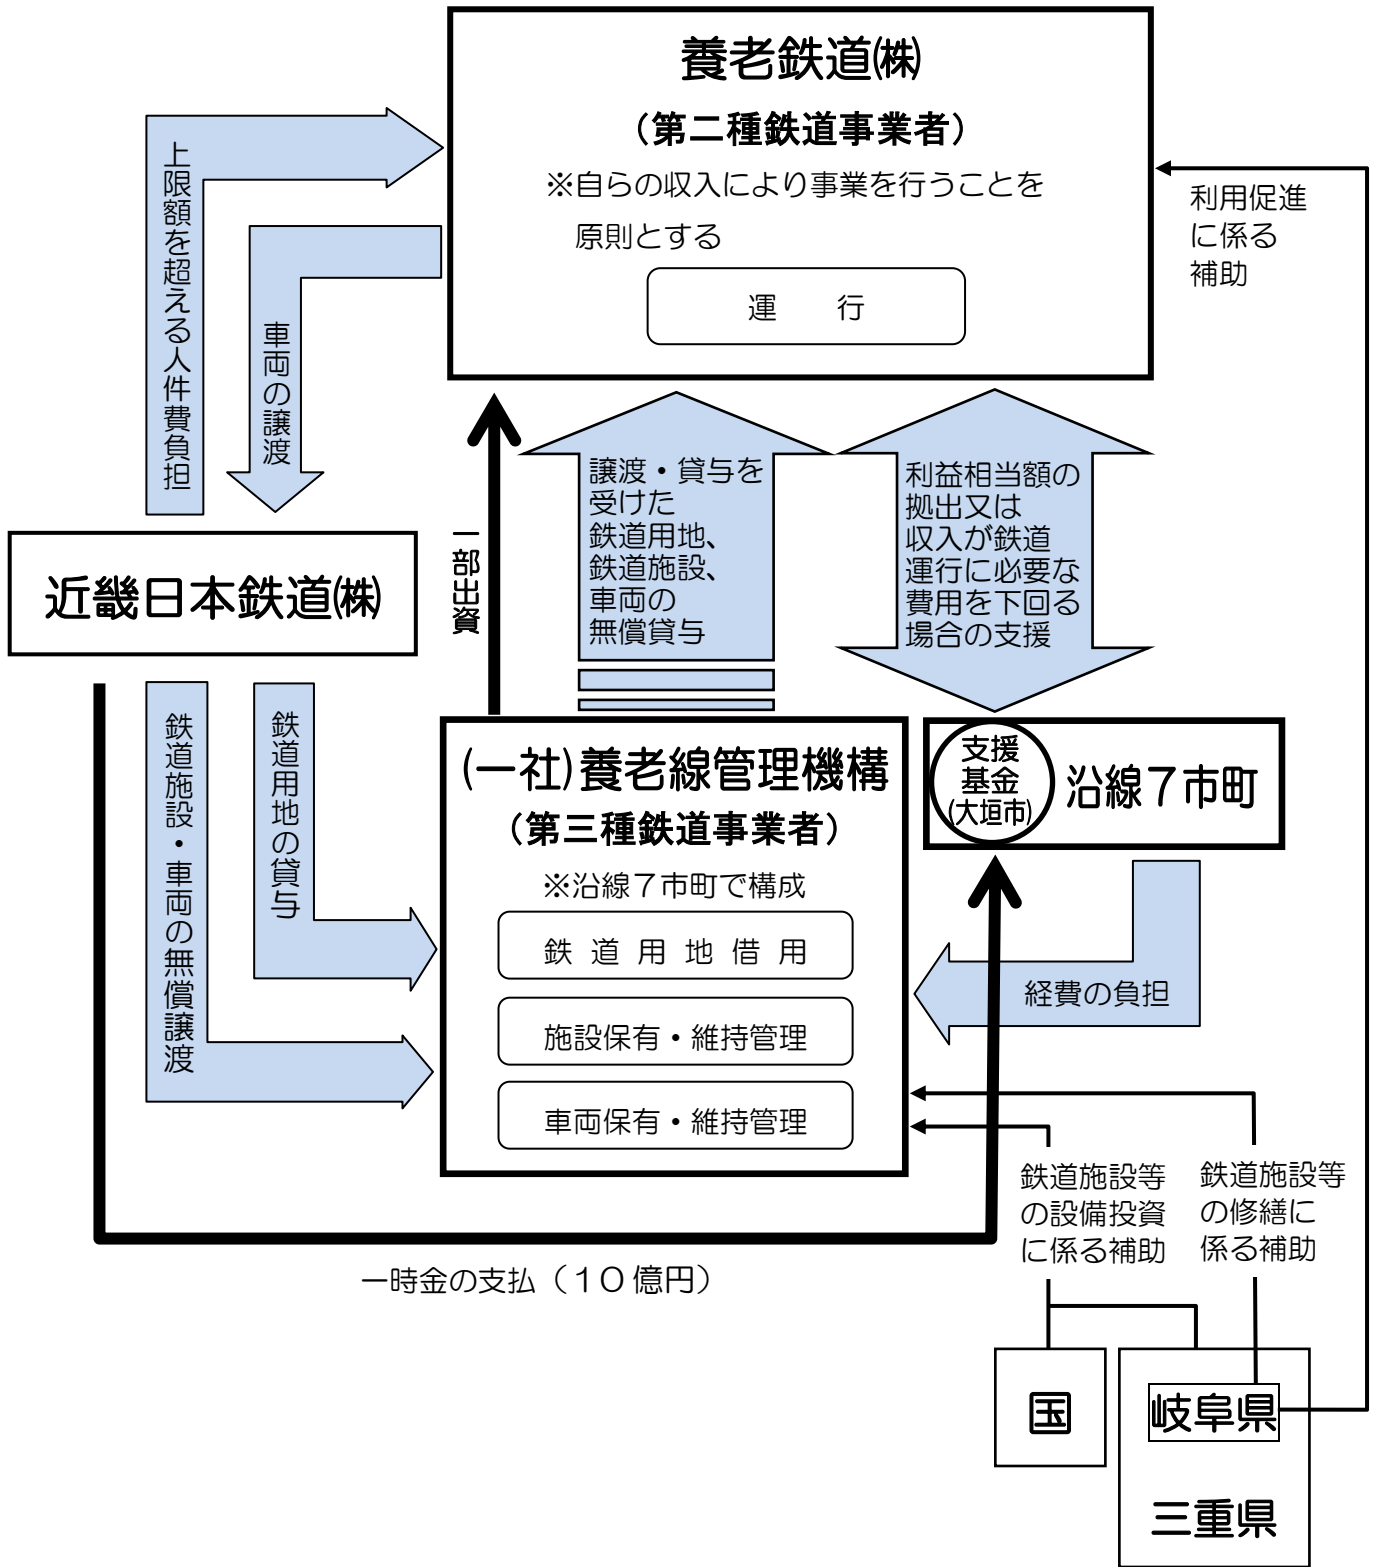 養老鉄道㈱
（第二種鉄道事業者）
※自らの収入により事業を行うことを
原則とする
運　行
上限額を超える人件費負担
車両の譲渡
利用促進
に係る
補助
近畿日本鉄道㈱
一部出資
譲渡・貸与を
受けた
鉄道用地、
鉄道施設、
車両の
無償貸与
利益相当額の
拠出又は
収入が鉄道
運行に必要な
費用を下回る
場合の支援
鉄道施設・車両の無償譲渡
鉄道用地の貸与
(一社)養老線管理機構
（第三種鉄道事業者）
※沿線７市町で構成
鉄道用地借用
施設保有・維持管理
車両保有・維持管理
支援
基金
(大垣市)
沿線７市町
経費の負担
一時金の支払（１０億円）
鉄道施設等
の設備投資
に係る補助
鉄道施設等
の修繕に
係る補助
国
岐阜県
三重県